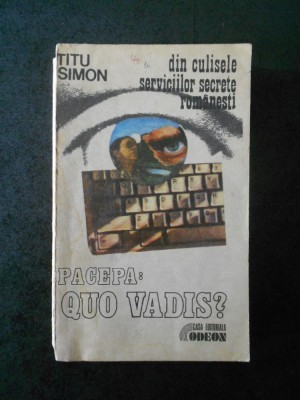 TITU
SIMON
din culisele
serviciilor secrete
românești
PACEPA:
QUO VADIS?
CASA EDITORIALĂ
ODEON